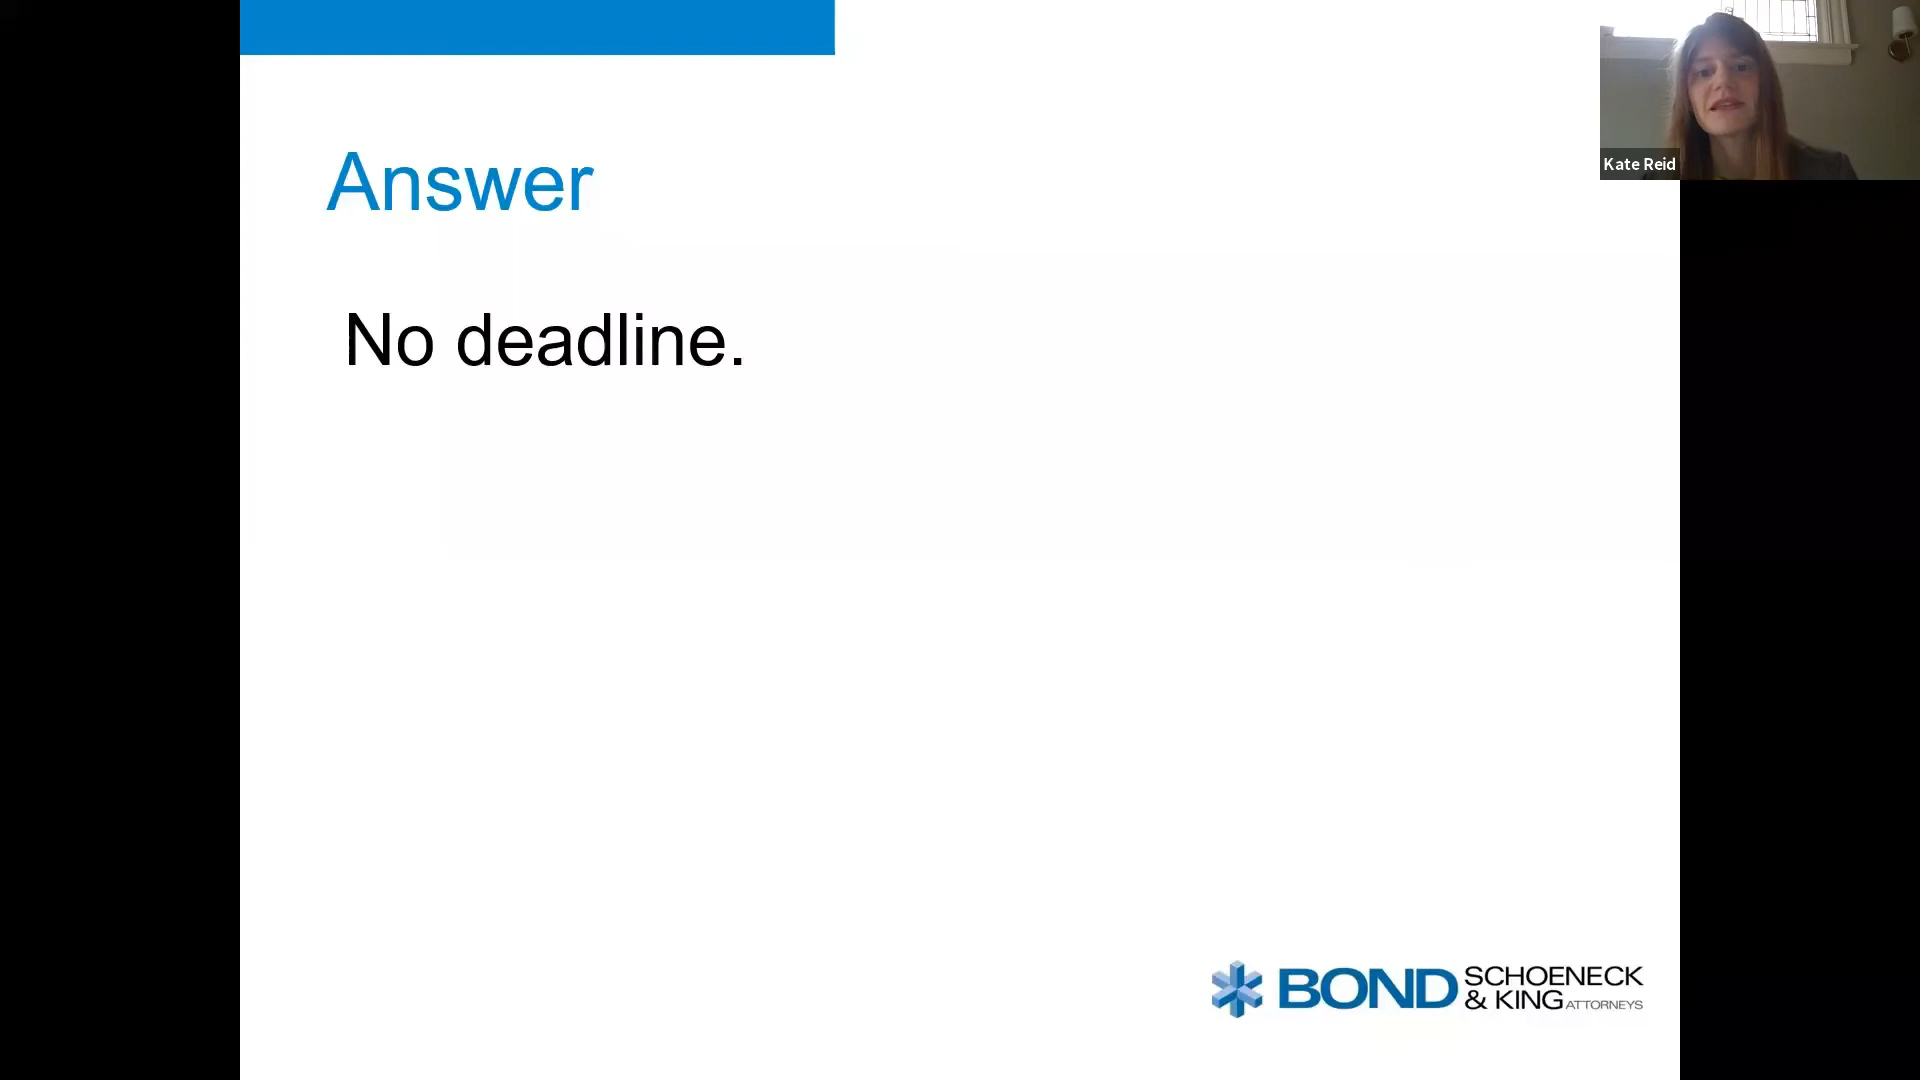 Kate Reid
Answer
No deadline.
BOND SCHOENECK
& KING ATTORNEYS